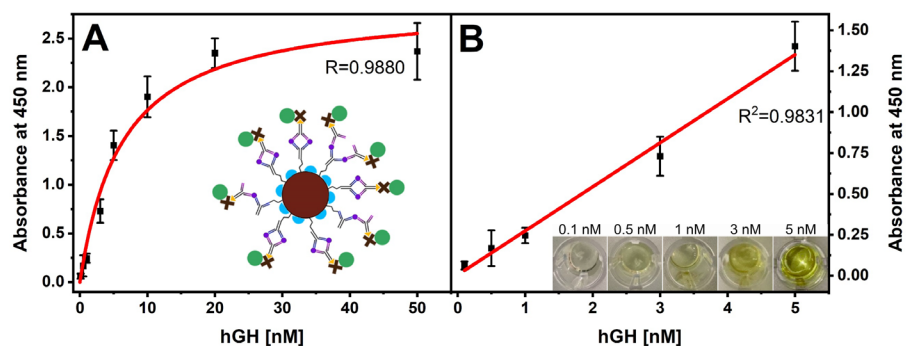 A
Absorbance at 450 nm
2.5
2.0
1.5
1.0
0.5
0.0
R=0.9880
0
10
20
30
40
50
hGH [nM]
B
1.50
1.25
1.00
0.75
0.50
0.25
0.00
Absorbance at 450 nm
R²=0.9831
0.1 nM
0.5 nM
1 nM
3 nM
5 nM
0
1
2
3
4
5
hGH [nM]